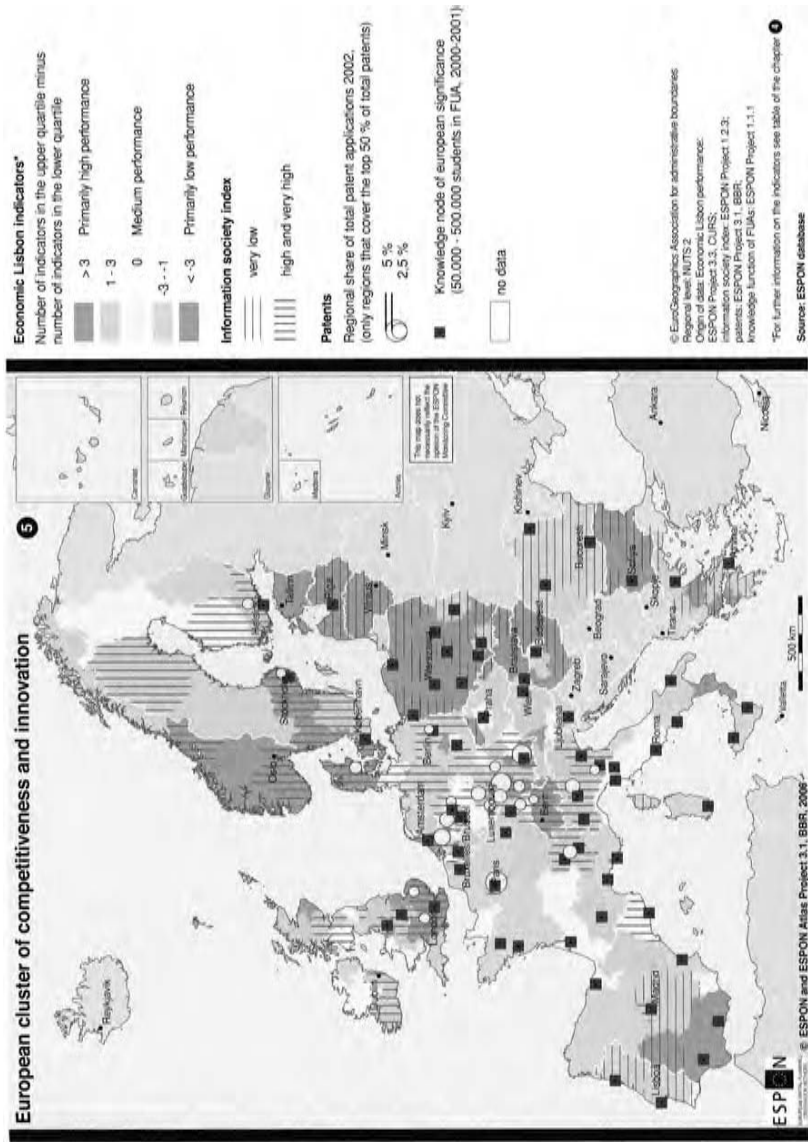 European cluster of competitiveness and innovation
5
Reykjavik
Canarias
Guadeloupe
Martinique
Reunion
Guyane
Madeira
Acores
This map does not
necessarily reflect the
opinion of the ESPON
Monitoring Committee
Oslo
Stockholm
Tallinn
Riga
Vilnius
Minsk
Kyiv
København
Dublin
London
Amsterdam
Berlin
Warszawa
Luxembourg
Paris
Praha
Bratislava
Budapest
Kishinev
Bern
Ljubljana
Zagreb
Beograd
Bucuresti
Sarajevo
Sofija
Skopje
Tirana
Roma
Ankara
Madrid
Lisboa
Valletta
Nicosia
500 km
ESPON
© ESPON and ESPON Atlas Project 3.1, BBR, 2006
Economic Lisbon indicators*
Number of indicators in the upper quartile minus
number of indicators in the lower quartile
> 3 Primarily high performance
1 - 3
0 Medium performance
-3 - -1
< -3 Primarily low performance
Information society index
very low
high and very high
Patents
Regional share of total patent applications 2002,
(only regions that cover the top 50 % of total patents)
5 %
2.5 %
Knowledge node of european significance
(50.000 - 500.000 students in FUA, 2000-2001)
no data
© EuroGeographics Association for administrative boundaries
Regional level: NUTS 2
Origin of data: Economic Lisbon performance:
ESPON Project 3.3, CURS;
information society index: ESPON Project 1.2.3;
patents: ESPON Project 3.1, BBR;
knowledge function of FUAs: ESPON Project 1.1.1
*For further information on the indicators see table of the chapter 4
Source: ESPON database